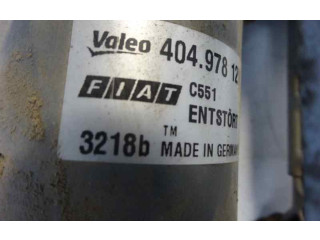 Valeo 404.978 12
FIAT C551
ENTSTÖRT
3218b TM MADE IN GERMANY